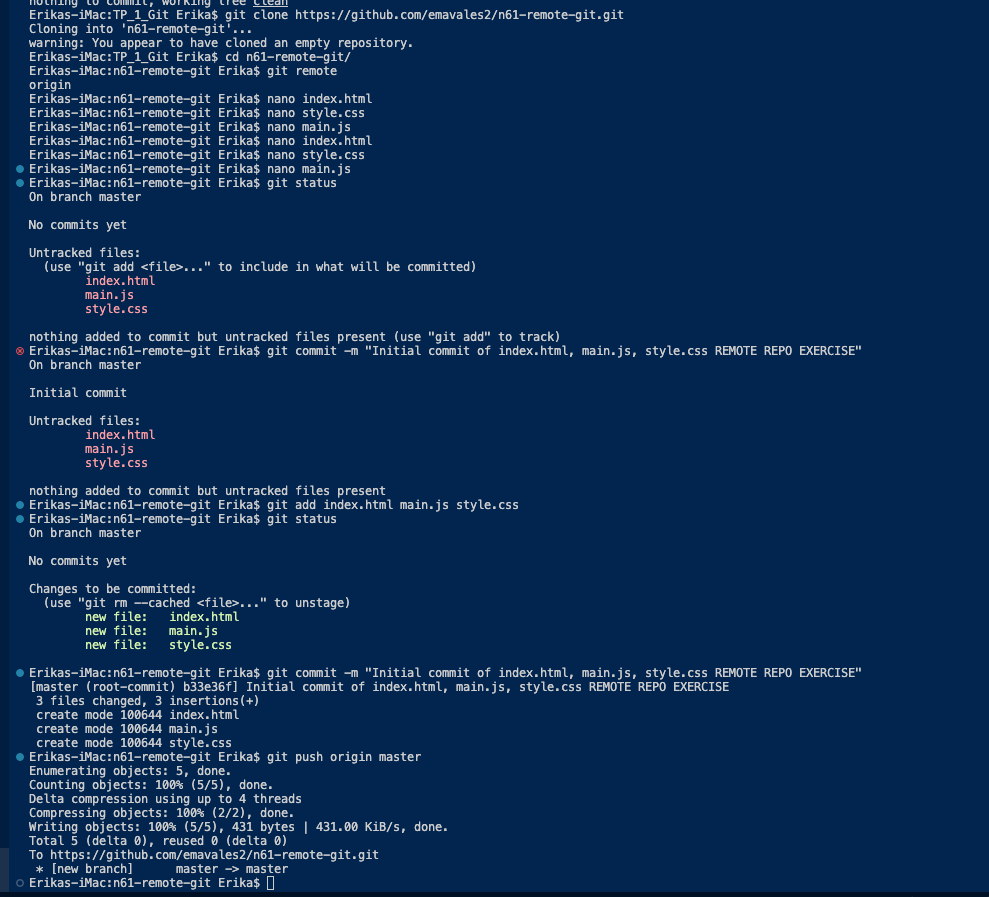 nothing to commit, working tree clean
Erikas-iMac:TP_1_Git Erika$ git clone https://github.com/emavales2/n61-remote-git.git
Cloning into 'n61-remote-git'...
warning: You appear to have cloned an empty repository.
Erikas-iMac:TP_1_Git Erika$ cd n61-remote-git/
Erikas-iMac:n61-remote-git Erika$ git remote
origin
Erikas-iMac:n61-remote-git Erika$ nano index.html
Erikas-iMac:n61-remote-git Erika$ nano style.css
Erikas-iMac:n61-remote-git Erika$ nano main.js
Erikas-iMac:n61-remote-git Erika$ nano index.html
Erikas-iMac:n61-remote-git Erika$ nano style.css
Erikas-iMac:n61-remote-git Erika$ nano main.js
Erikas-iMac:n61-remote-git Erika$ git status
On branch master
No commits yet
Untracked files:
(use "git add <file>..." to include in what will be committed)
index.html
main.js
style.css
nothing added to commit but untracked files present (use "git add" to track)
Erikas-iMac:n61-remote-git Erika$ git commit -m "Initial commit of index.html, main.js, style.css REMOTE REPO EXERCISE"
On branch master
Initial commit
Untracked files:
index.html
main.js
style.css
nothing added to commit but untracked files present
Erikas-iMac:n61-remote-git Erika$ git add index.html main.js style.css
Erikas-iMac:n61-remote-git Erika$ git status
On branch master
No commits yet
Changes to be committed:
(use "git rm --cached <file>..." to unstage)
new file:   index.html
new file:   main.js
new file:   style.css
Erikas-iMac:n61-remote-git Erika$ git commit -m "Initial commit of index.html, main.js, style.css REMOTE REPO EXERCISE"
[master (root-commit) b33e36f] Initial commit of index.html, main.js, style.css REMOTE REPO EXERCISE
3 files changed, 3 insertions(+)
create mode 100644 index.html
create mode 100644 main.js
create mode 100644 style.css
Erikas-iMac:n61-remote-git Erika$ git push origin master
Enumerating objects: 5, done.
Counting objects: 100% (5/5), done.
Delta compression using up to 4 threads
Compressing objects: 100% (2/2), done.
Writing objects: 100% (5/5), 431 bytes | 431.00 KiB/s, done.
Total 5 (delta 0), reused 0 (delta 0)
To https://github.com/emavales2/n61-remote-git.git
* [new branch]      master -> master
Erikas-iMac:n61-remote-git Erika$